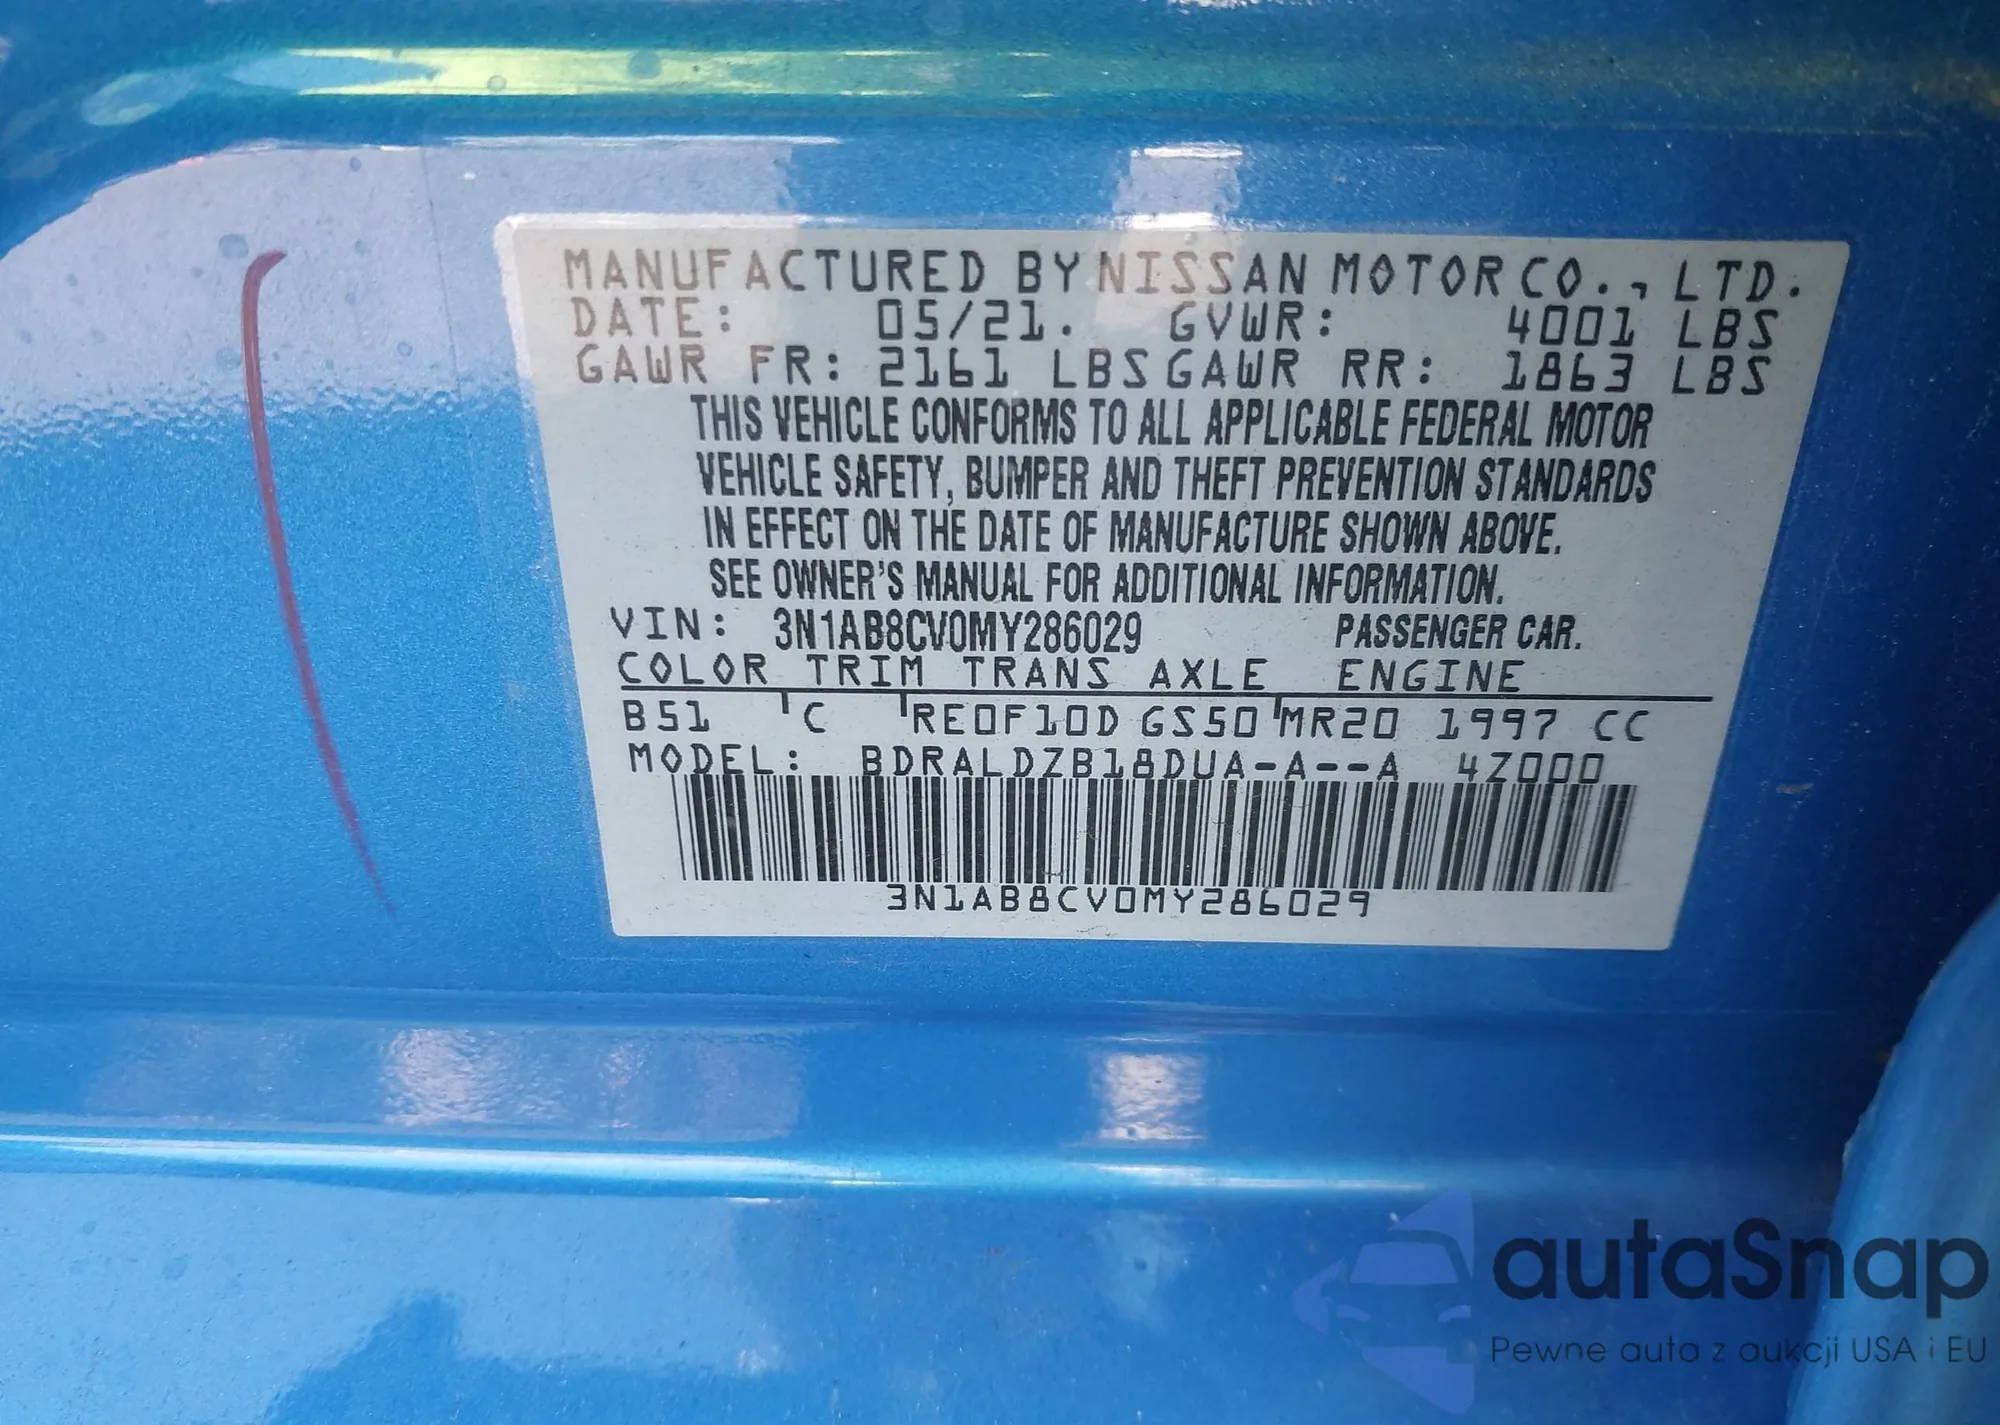 MANUFACTURED BY NISSAN MOTOR CO., LTD.
DATE: 05/21. GVWR: 4001 LBS
GAWR FR: 2161 LBS GAWR RR: 1863 LBS
THIS VEHICLE CONFORMS TO ALL APPLICABLE FEDERAL MOTOR
VEHICLE SAFETY, BUMPER AND THEFT PREVENTION STANDARDS
IN EFFECT ON THE DATE OF MANUFACTURE SHOWN ABOVE.
SEE OWNER'S MANUAL FOR ADDITIONAL INFORMATION.
VIN: 3N1AB8CV0MY286029 PASSENGER CAR.
COLOR TRIM TRANS AXLE ENGINE
B51 C RE0F10D GS50 MR20 1997 CC
MODEL: BDRALDZB18DUA-A--A 4Z000
3N1AB8CV0MY286029
autaSnap
Pewne auta z aukcji USA i EU